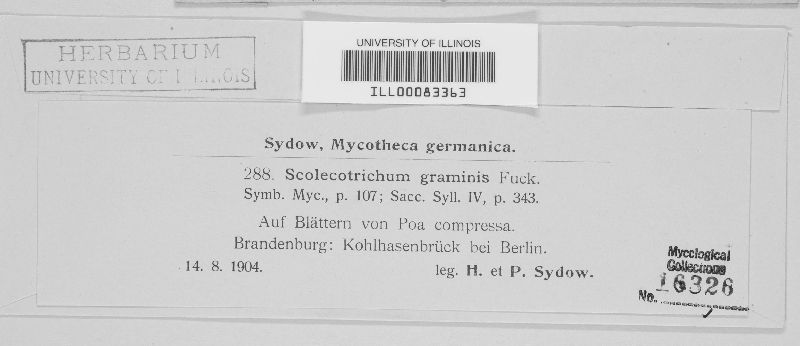 HERBARIUM
UNIVERSITY OF ILLINOIS
UNIVERSITY OF ILLINOIS
ILL00083363
Sydow, Mycotheca germanica.
288. Scolecotrichum graminis Fuck.
Symb. Myc., p. 107; Sacc. Syll. IV, p. 343.
Auf Blättern von Poa compressa.
Brandenburg: Kohlhasenbrück bei Berlin.
14. 8. 1904. leg. H. et P. Sydow.
Mycological
Collections
No. 16326